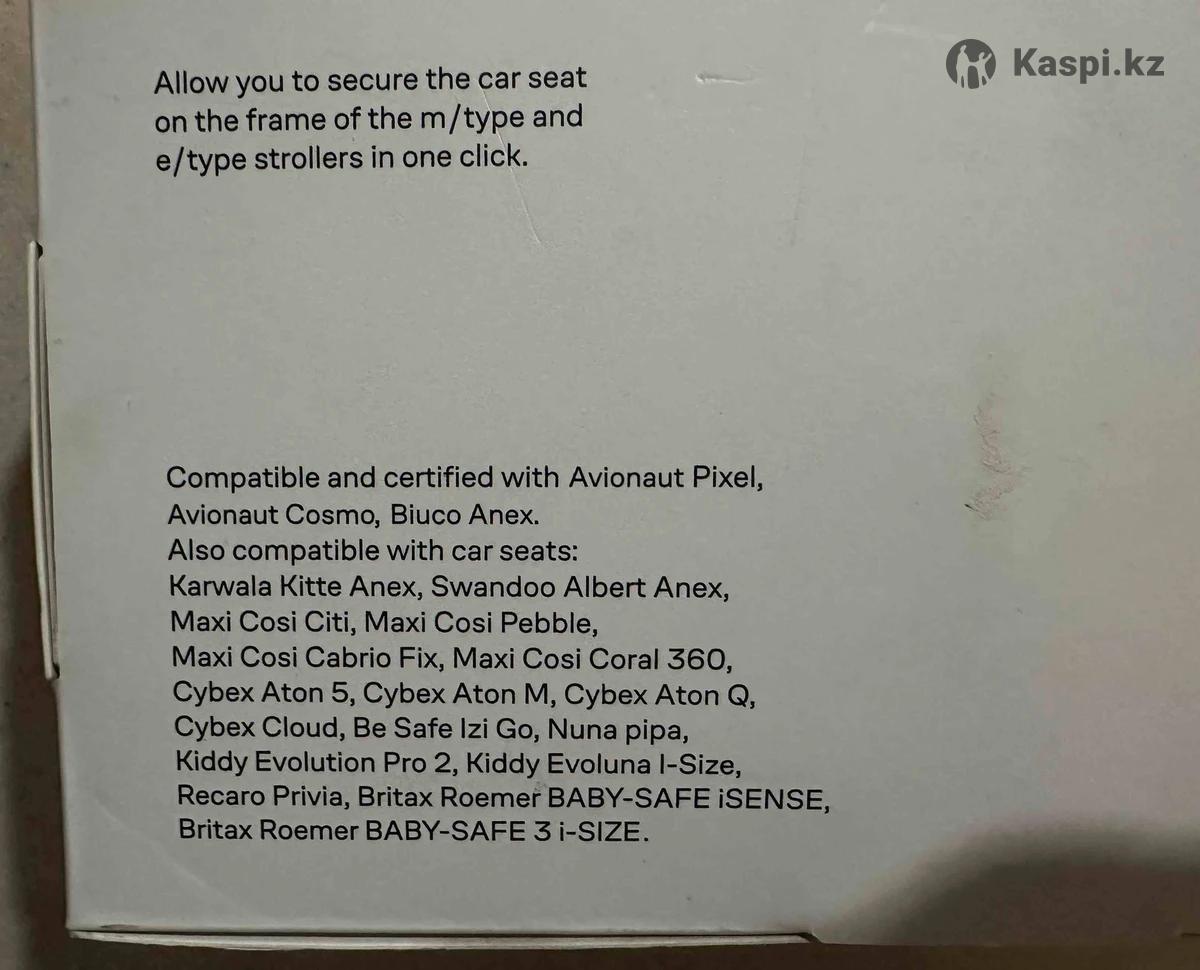 Kaspi.kz
Allow you to secure the car seat
on the frame of the m/type and
e/type strollers in one click.
Compatible and certified with Avionaut Pixel,
Avionaut Cosmo, Biuco Anex.
Also compatible with car seats:
Karwala Kitte Anex, Swandoo Albert Anex,
Maxi Cosi Citi, Maxi Cosi Pebble,
Maxi Cosi Cabrio Fix, Maxi Cosi Coral 360,
Cybex Aton 5, Cybex Aton M, Cybex Aton Q,
Cybex Cloud, Be Safe Izi Go, Nuna pipa,
Kiddy Evolution Pro 2, Kiddy Evoluna I-Size,
Recaro Privia, Britax Roemer BABY-SAFE iSENSE,
Britax Roemer BABY-SAFE 3 i-SIZE.